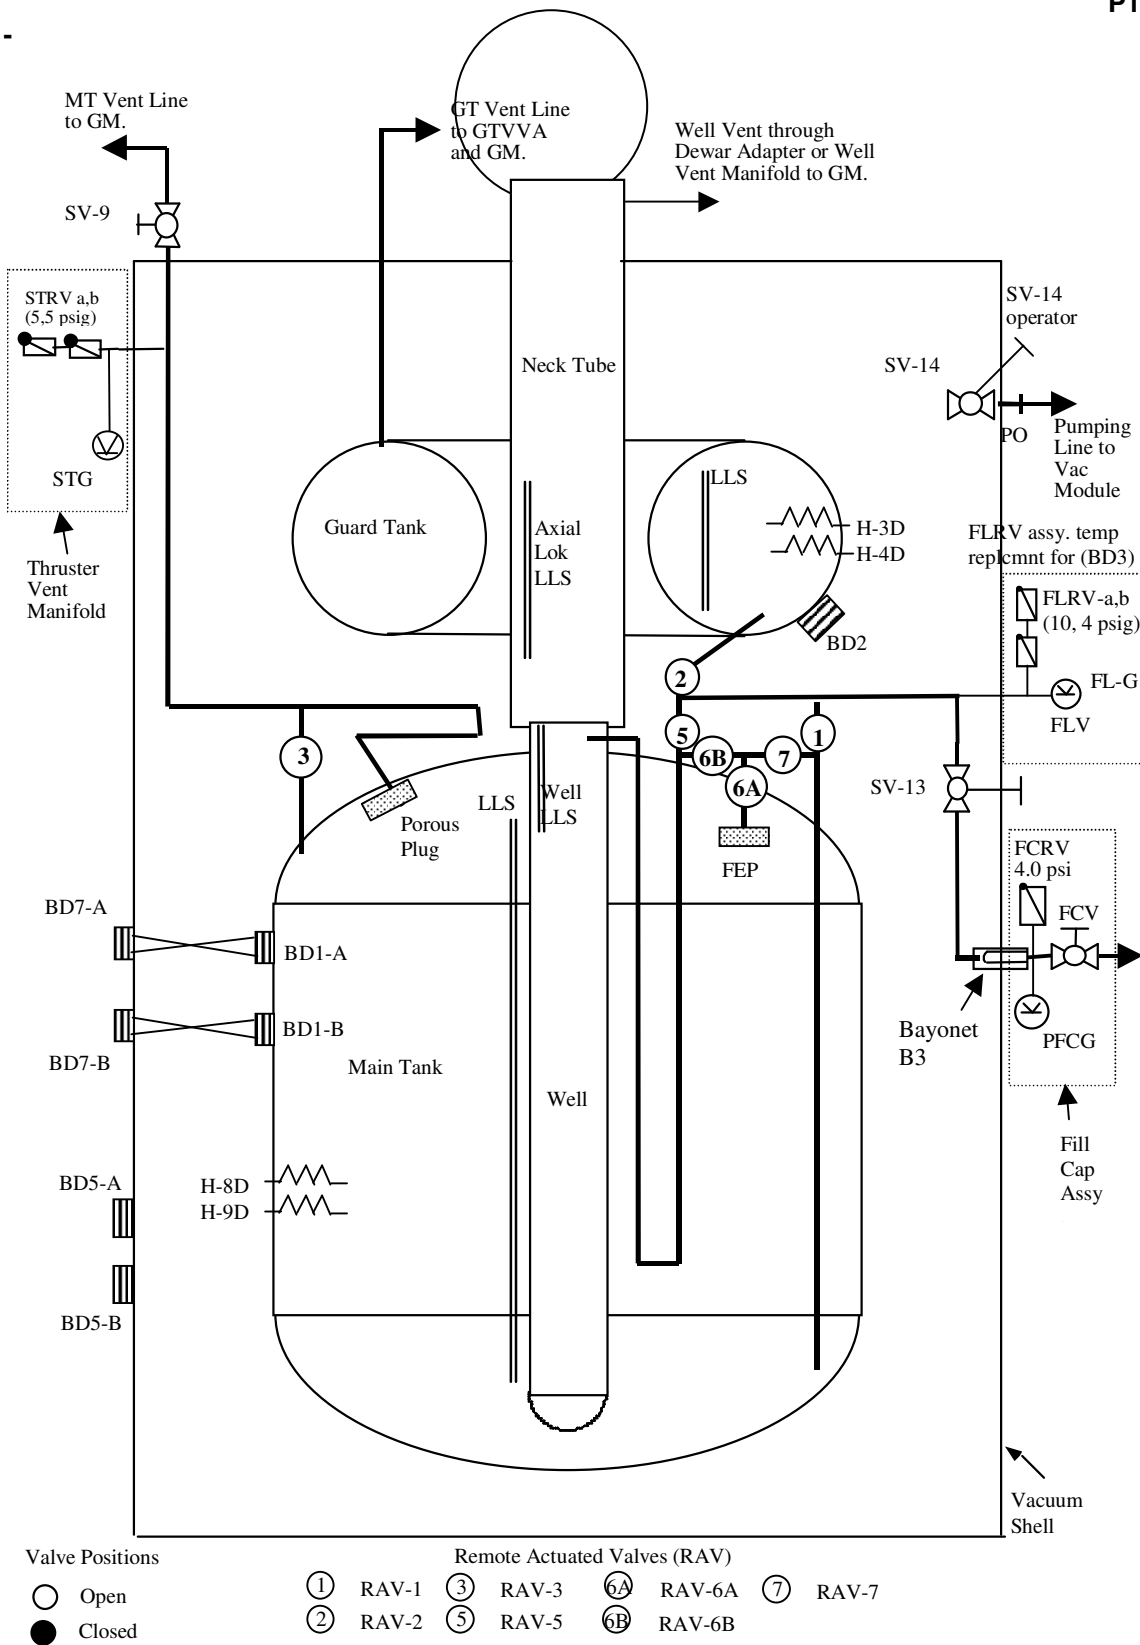 PT
-
MT Vent Line
to GM.
GT Vent Line
to GTVVA
and GM.
Well Vent through
Dewar Adapter or Well
Vent Manifold to GM.
SV-9
STRV a,b
(5,5 psig)
SV-14
operator
Neck Tube
SV-14
PO
Pumping
Line to
Vac
Module
STG
LLS
Guard Tank
Axial
Lok
LLS
H-3D
H-4D
FLRV assy. temp
replcmnt for (BD3)
Thruster
Vent
Manifold
FLRV-a,b
(10, 4 psig)
BD2
2
FL-G
FLV
5
1
3
6B
7
6A
SV-13
LLS
Well
LLS
Porous
Plug
FEP
FCRV
4.0 psi
FCV
BD7-A
BD1-A
BD1-B
BD7-B
Bayonet
B3
PFCG
Main Tank
Well
Fill
Cap
Assy
BD5-A
H-8D
H-9D
BD5-B
Vacuum
Shell
Valve Positions
Remote Actuated Valves (RAV)
Open
1 RAV-1 3 RAV-3 6A RAV-6A 7 RAV-7
Closed
2 RAV-2 5 RAV-5 6B RAV-6B